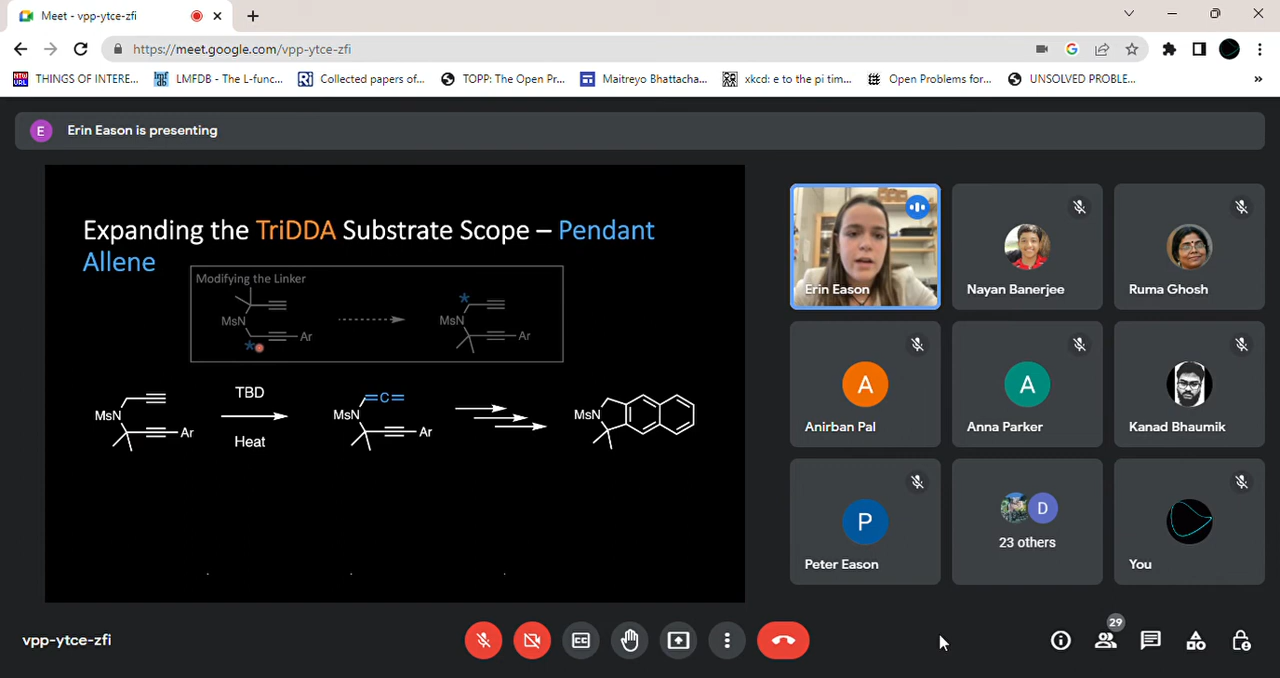 Meet - vpp-ytce-zfi
https://meet.google.com/vpp-ytce-zfi
NTU URL THINGS OF INTERE... LMFDB - The L-func... Collected papers of... TOPP: The Open Pr... Maitreyo Bhattacha... xkcd: e to the pi tim... Open Problems for... UNSOLVED PROBLE... »
E Erin Eason is presenting
Expanding the TriDDA Substrate Scope – Pendant
Allene
Modifying the Linker
MsN
* Ar
*
MsN
Ar
MsN
Ar
TBD
Heat
C
MsN
Ar
MsN
Erin Eason
Nayan Banerjee
Ruma Ghosh
A
Anirban Pal
A
Anna Parker
Kanad Bhaumik
P
Peter Eason
D
23 others
You
vpp-ytce-zfi
CC
29